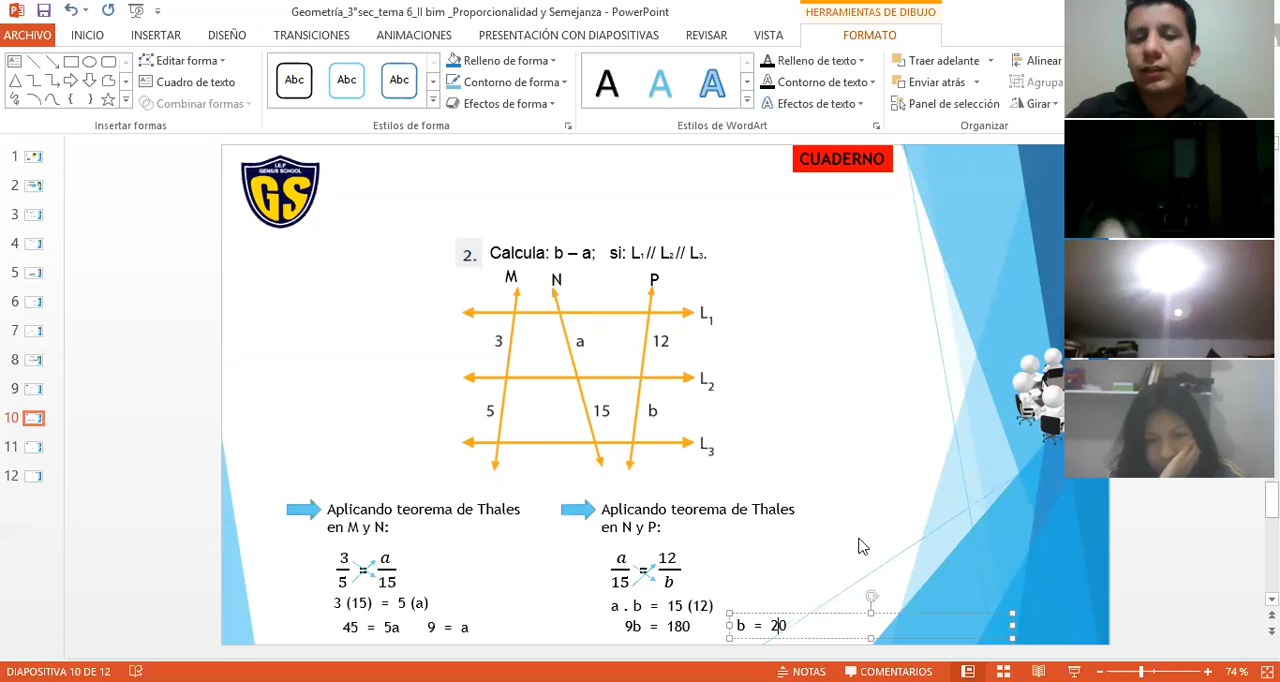 Geometría_3°sec_tema 6_II bim _Proporcionalidad y Semejanza - PowerPoint
HERRAMIENTAS DE DIBUJO
ARCHIVO INICIO INSERTAR DISEÑO TRANSICIONES ANIMACIONES PRESENTACIÓN CON DIAPOSITIVAS REVISAR VISTA FORMATO
Editar forma
Cuadro de texto
Combinar formas
Insertar formas
Abc Abc Abc
Relleno de forma
Contorno de forma
Efectos de forma
Estilos de forma
A A A
Relleno de texto
Contorno de texto
Efectos de texto
Estilos de WordArt
Traer adelante
Enviar atrás
Panel de selección
Alinear
Agrupa
Girar
Organizar
1
2
3
4
5
6
7
8
9
10
11
12
I.E.P
GENIUS SCHOOL
GS
CUADERNO
2. Calcula: b – a; si: L₁ // L₂ // L₃.
M N P
L₁
3 a 12
L₂
5 15 b
L₃
Aplicando teorema de Thales
en M y N:
3/5 = a/15
3 (15) = 5 (a)
45 = 5a 9 = a
Aplicando teorema de Thales
en N y P:
a/15 = 12/b
a . b = 15 (12)
9b = 180
b = 20
DIAPOSITIVA 10 DE 12
NOTAS
COMENTARIOS
74 %